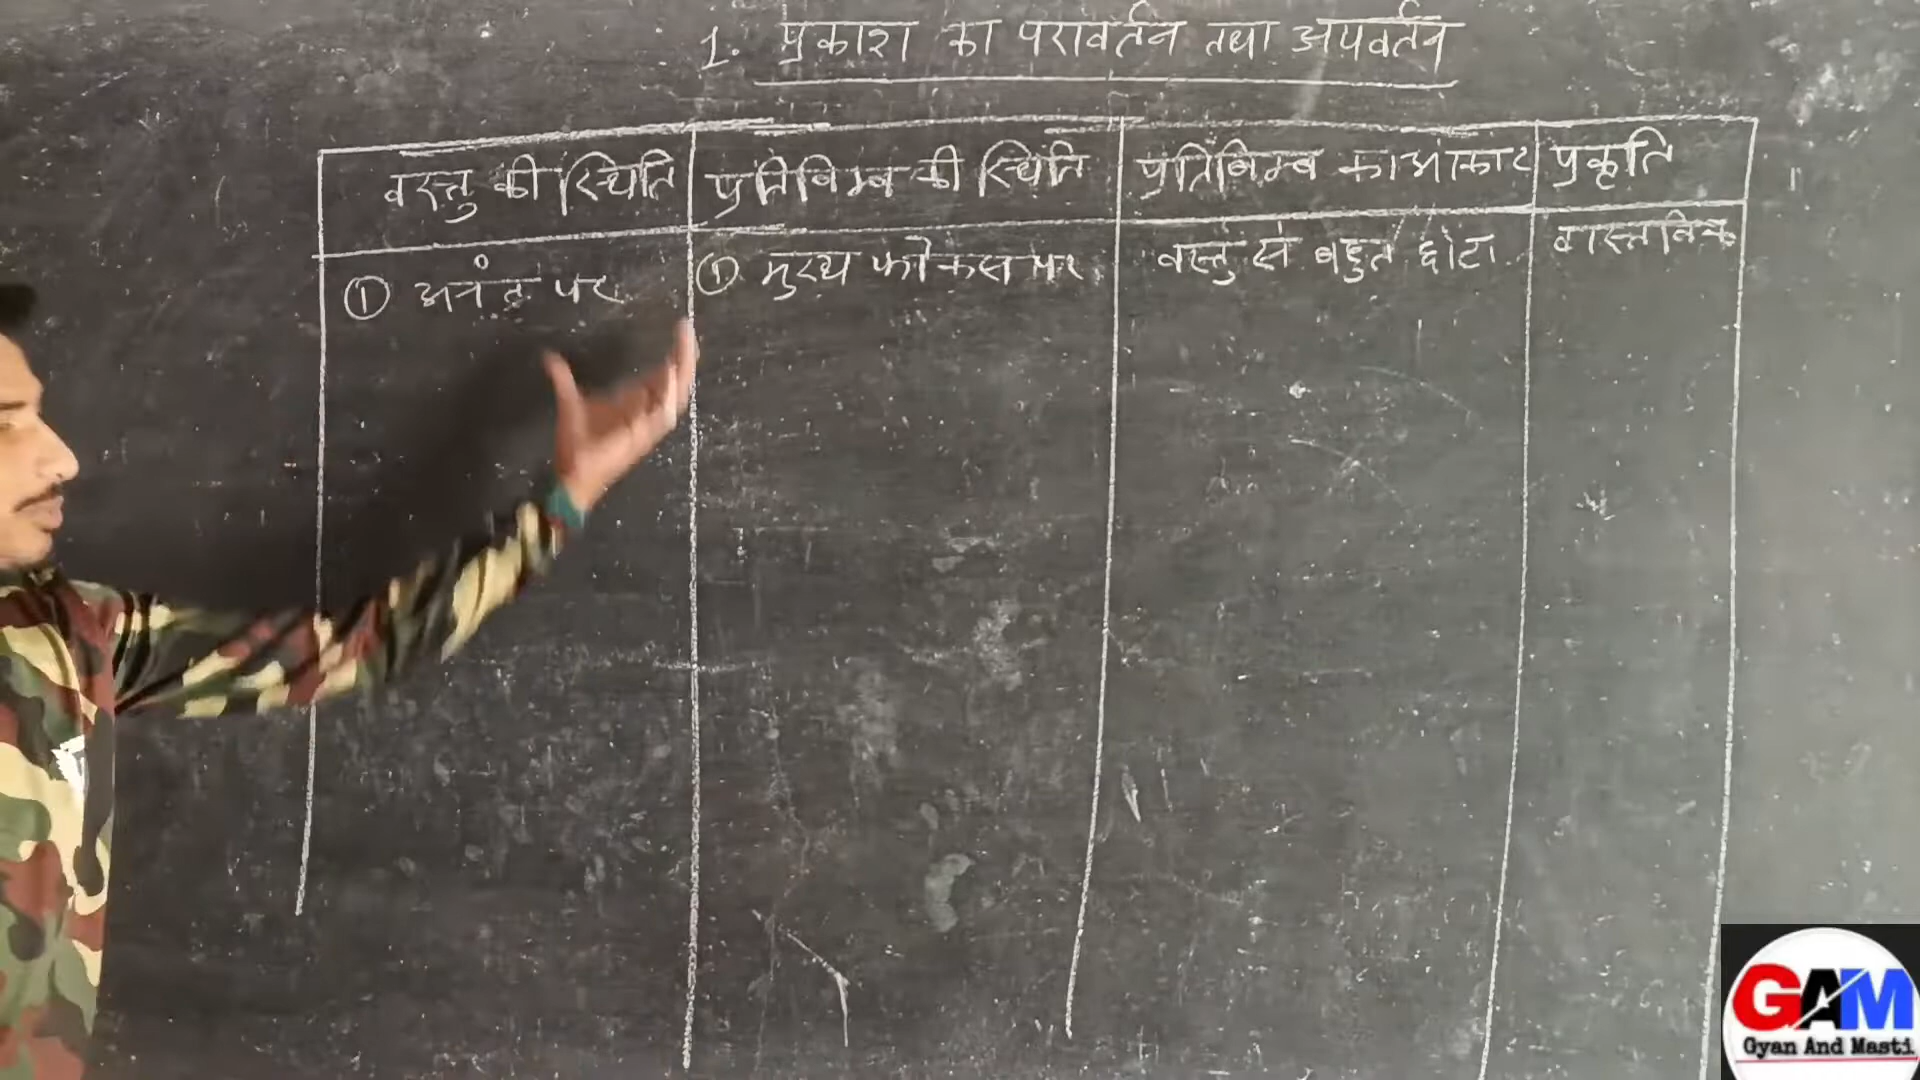 1. प्रकाश का परावर्तन तथा अपवर्तन
वस्तु की स्थिति प्रतिबिम्ब की स्थिति प्रतिबिम्ब का आकार प्रकृति
① अनंत पर ① मुख्य फोकस पर वस्तु से बहुत छोटा वास्तविक
GAM
Gyan And Masti